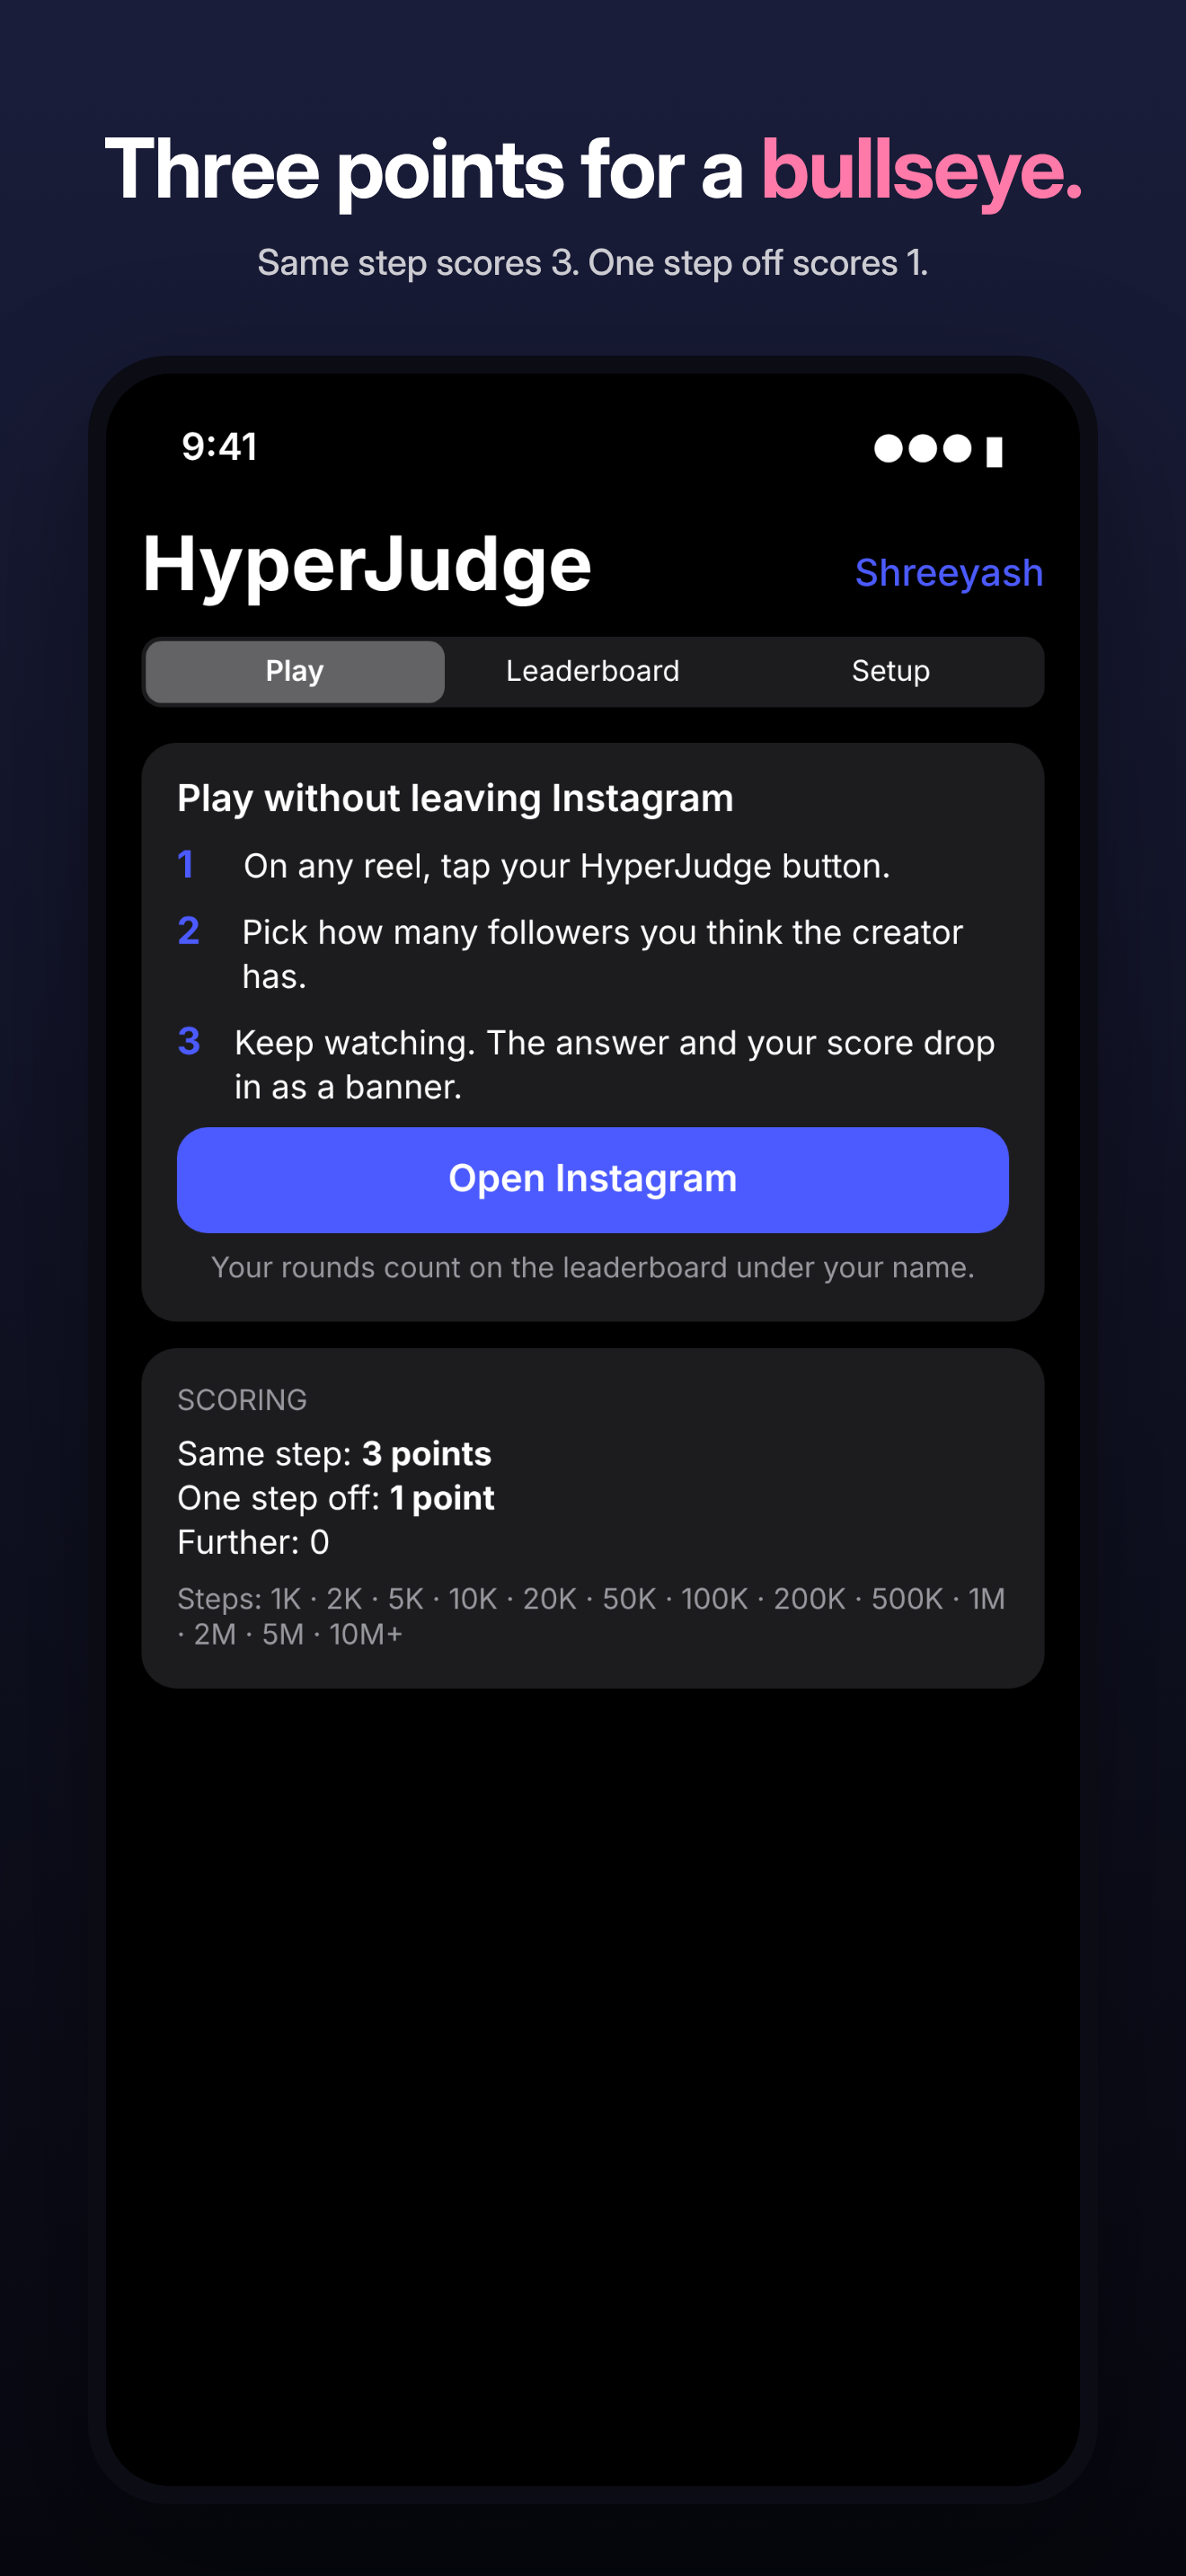 Three points for a bullseye.
Same step scores 3. One step off scores 1.
9:41
HyperJudge
Shreeyash
Play
Leaderboard
Setup
Play without leaving Instagram
1 On any reel, tap your HyperJudge button.
2 Pick how many followers you think the creator
has.
3 Keep watching. The answer and your score drop
in as a banner.
Open Instagram
Your rounds count on the leaderboard under your name.
SCORING
Same step: 3 points
One step off: 1 point
Further: 0
Steps: 1K · 2K · 5K · 10K · 20K · 50K · 100K · 200K · 500K · 1M
· 2M · 5M · 10M+